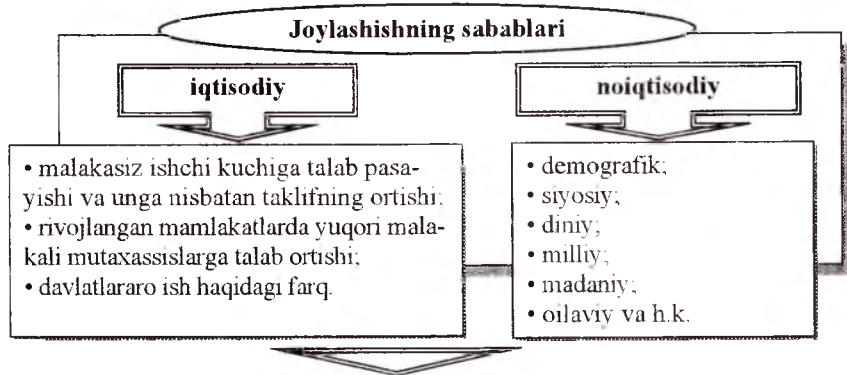 Joylashishning sabablari
iqtisodiy
noiqtisodiy
• malakasiz ishchi kuchiga talab pasa-
yishi va unga nisbatan taklifning ortishi;
• rivojlangan mamlakatlarda yuqori mala-
kali mutaxassislarga talab ortishi;
• davlatlararo ish haqidagi farq.
• demografik;
• siyosiy;
• diniy;
• milliy;
• madaniy;
• oilaviy va h.k.